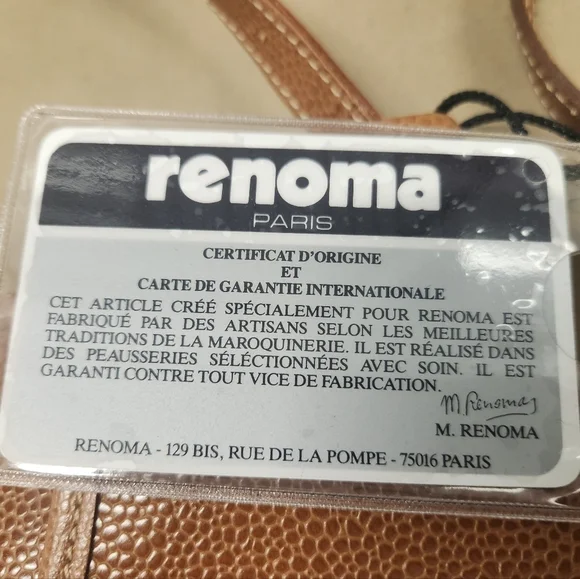 renoma
PARIS
CERTIFICAT D'ORIGINE
ET
CARTE DE GARANTIE INTERNATIONALE
CET ARTICLE CRÉÉ SPÉCIALEMENT POUR RENOMA EST
FABRIQUÉ PAR DES ARTISANS SELON LES MEILLEURES
TRADITIONS DE LA MAROQUINERIE. IL EST RÉALISÉ DANS
DES PEAUSSERIES SÉLÉCTIONNÉES AVEC SOIN. IL EST
GARANTI CONTRE TOUT VICE DE FABRICATION.
M. Renoma
M. RENOMA
RENOMA - 129 BIS, RUE DE LA POMPE - 75016 PARIS